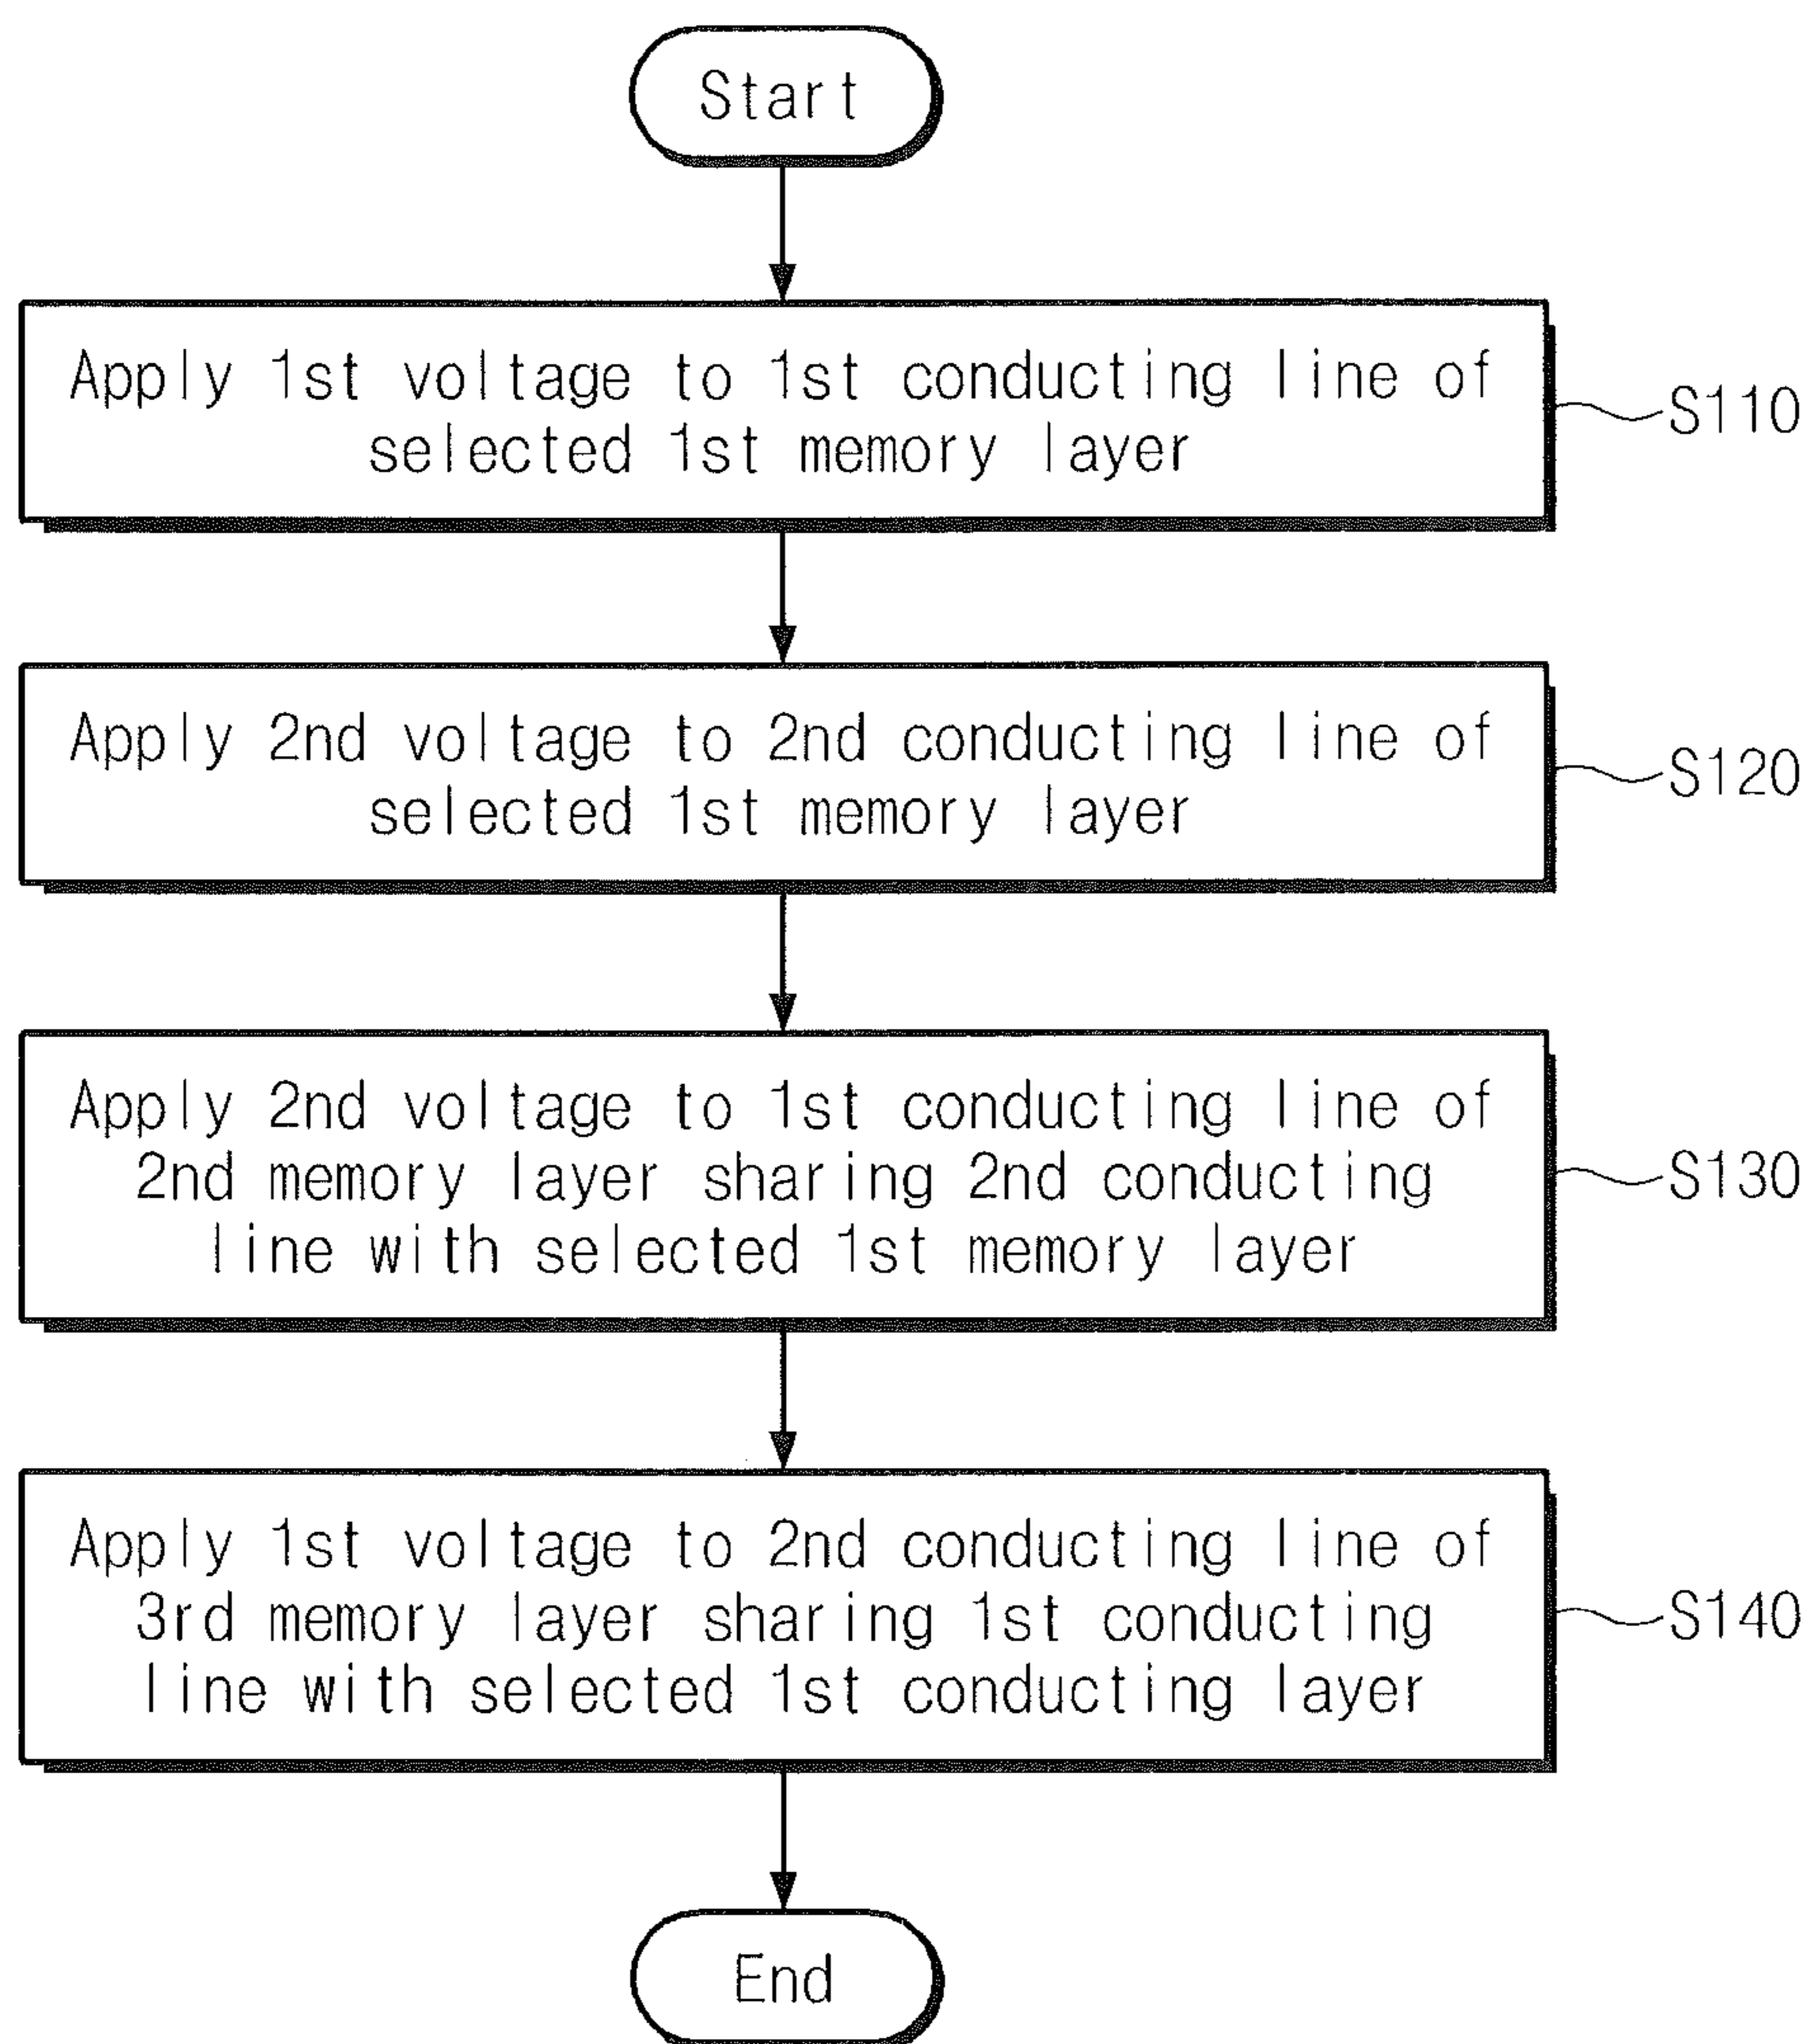 Start
Apply 1st voltage to 1st conducting line of
selected 1st memory layer
S110
Apply 2nd voltage to 2nd conducting line of
selected 1st memory layer
S120
Apply 2nd voltage to 1st conducting line of
2nd memory layer sharing 2nd conducting
line with selected 1st memory layer
S130
Apply 1st voltage to 2nd conducting line of
3rd memory layer sharing 1st conducting
line with selected 1st conducting layer
S140
End